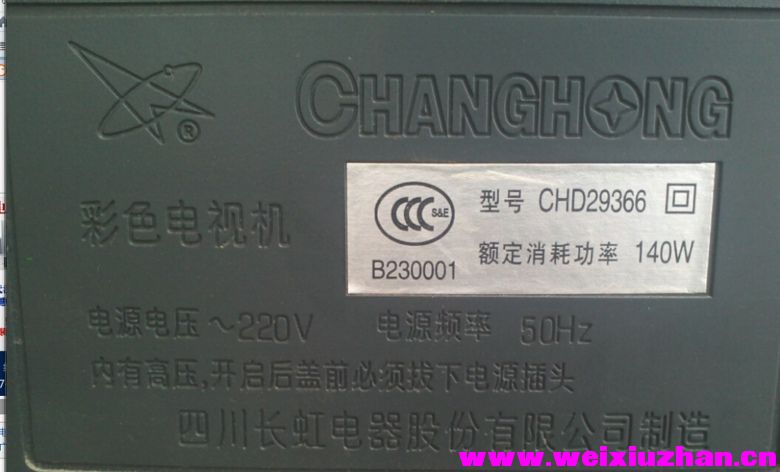 CHANGHONG
®
彩色电视机
CCC S&E
B230001
型号 CHD29366
额定消耗功率 140W
电源电压~220V 电源频率 50Hz
内有高压,开启后盖前必须拔下电源插头
四川长虹电器股份有限公司制造
www.weixiuzhan.cn